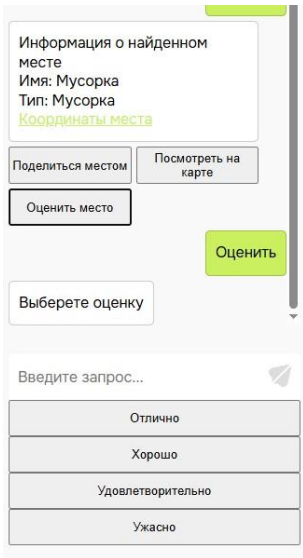 Информация о найденном
месте
Имя: Мусорка
Тип: Мусорка
Координаты места
Поделиться местом
Посмотреть на
карте
Оценить место
Оценить
Выберете оценку
Введите запрос...
Отлично
Хорошо
Удовлетворительно
Ужасно